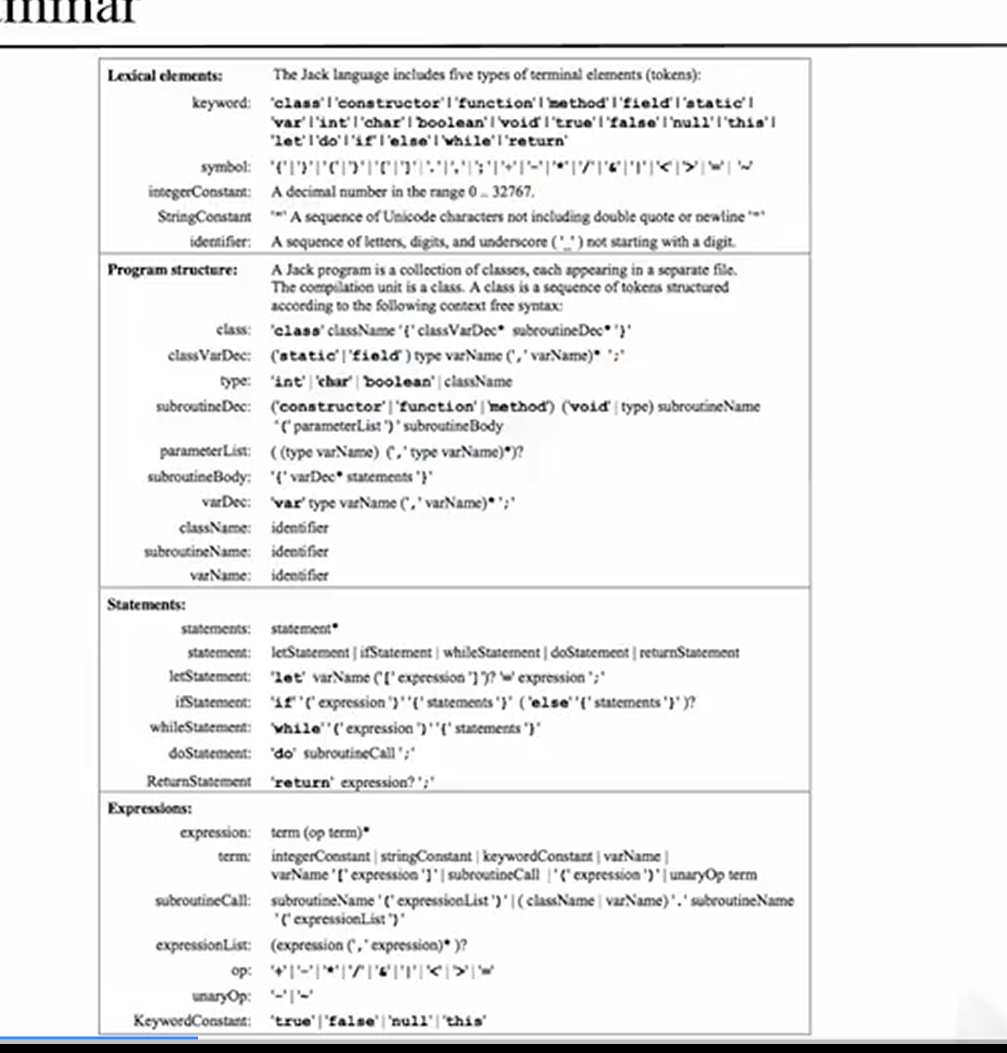 Lexical elements: The Jack language includes five types of terminal elements (tokens):
keyword: 'class'|'constructor'|'function'|'method'|'field'|'static'|
'var'|'int'|'char'|'boolean'|'void'|'true'|'false'|'null'|'this'|
'let'|'do'|'if'|'else'|'while'|'return'
symbol: '{'|'}'|'('|')'|'['|']'|'.'|','|';'|'+'|'-'|'*'|'/'|'&'|'|'|'<'|'>'|'='|'~'
integerConstant: A decimal number in the range 0 .. 32767.
StringConstant '"' A sequence of Unicode characters not including double quote or newline '"'
identifier: A sequence of letters, digits, and underscore ('_') not starting with a digit.
Program structure: A Jack program is a collection of classes, each appearing in a separate file.
The compilation unit is a class. A class is a sequence of tokens structured
according to the following context free syntax:
class: 'class' className '{' classVarDec* subroutineDec* '}'
classVarDec: ('static'|'field') type varName (',' varName)* ';'
type: 'int'|'char'|'boolean'|className
subroutineDec: ('constructor'|'function'|'method') ('void'|type) subroutineName
'(' parameterList ')' subroutineBody
parameterList: ( (type varName) (',' type varName)*)?
subroutineBody: '{' varDec* statements '}'
varDec: 'var' type varName (',' varName)* ';'
className: identifier
subroutineName: identifier
varName: identifier
Statements:
statements: statement*
statement: letStatement | ifStatement | whileStatement | doStatement | returnStatement
letStatement: 'let' varName ('[' expression ']')? '=' expression ';'
ifStatement: 'if' '(' expression ')' '{' statements '}' ('else' '{' statements '}' )?
whileStatement: 'while' '(' expression ')' '{' statements '}'
doStatement: 'do' subroutineCall ';'
ReturnStatement 'return' expression? ';'
Expressions:
expression: term (op term)*
term: integerConstant | stringConstant | keywordConstant | varName |
varName '[' expression ']' | subroutineCall | '(' expression ')' | unaryOp term
subroutineCall: subroutineName '(' expressionList ')' | ( className | varName) '.' subroutineName
'(' expressionList ')'
expressionList: (expression (',' expression)* )?
op: '+'|'-'|'*'|'/'|'&'|'|'|'<'|'>'|'='
unaryOp: '-'|'~'
KeywordConstant: 'true'|'false'|'null'|'this'